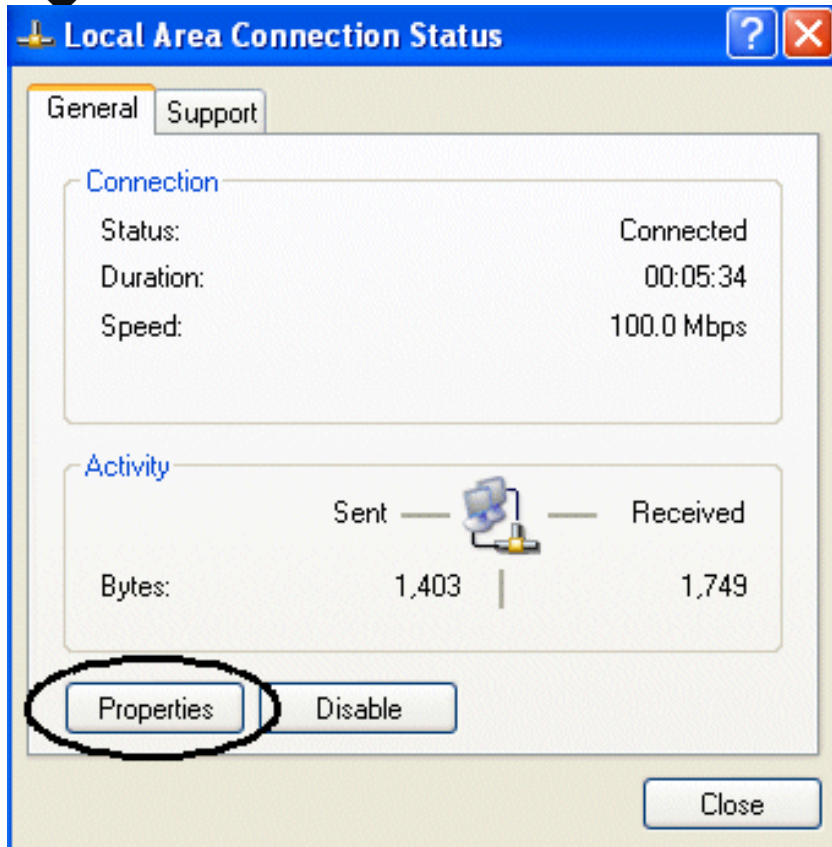 Local Area Connection Status
General Support
Connection
Status: Connected
Duration: 00:05:34
Speed: 100.0 Mbps
Activity
Sent Received
Bytes: 1,403 1,749
Properties Disable
Close